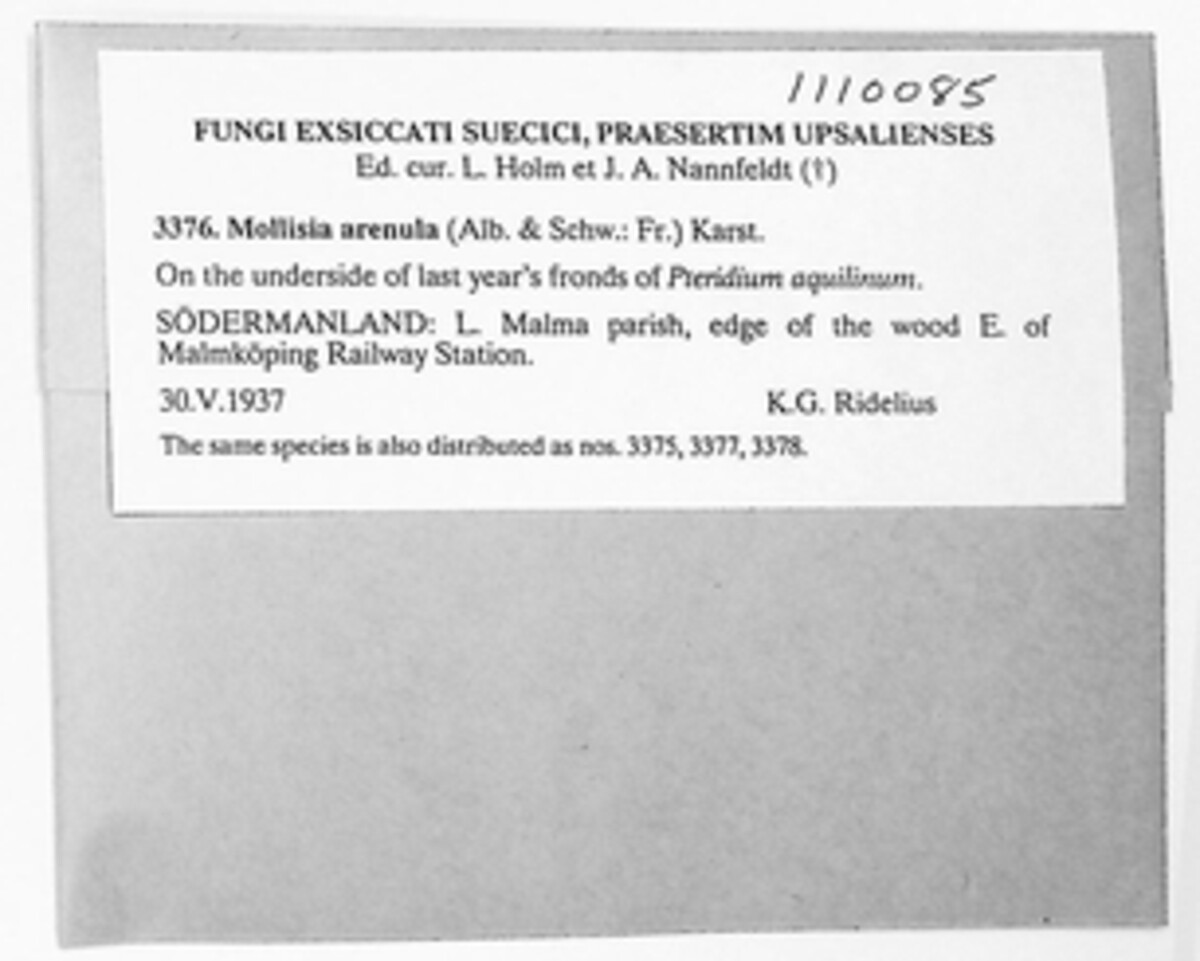 1110085
FUNGI EXSICCATI SUECICI, PRAESERTIM UPSALIENSES
Ed. cur. L. Holm et J. A. Nannfeldt (†)
3376. Mollisia arenula (Alb. & Schw.: Fr.) Karst.
On the underside of last year's fronds of Pteridium aquilinum.
SÖDERMANLAND: L. Malma parish, edge of the wood E. of
Malmköping Railway Station.
30.V.1937 K.G. Ridelius
The same species is also distributed as nos. 3375, 3377, 3378.